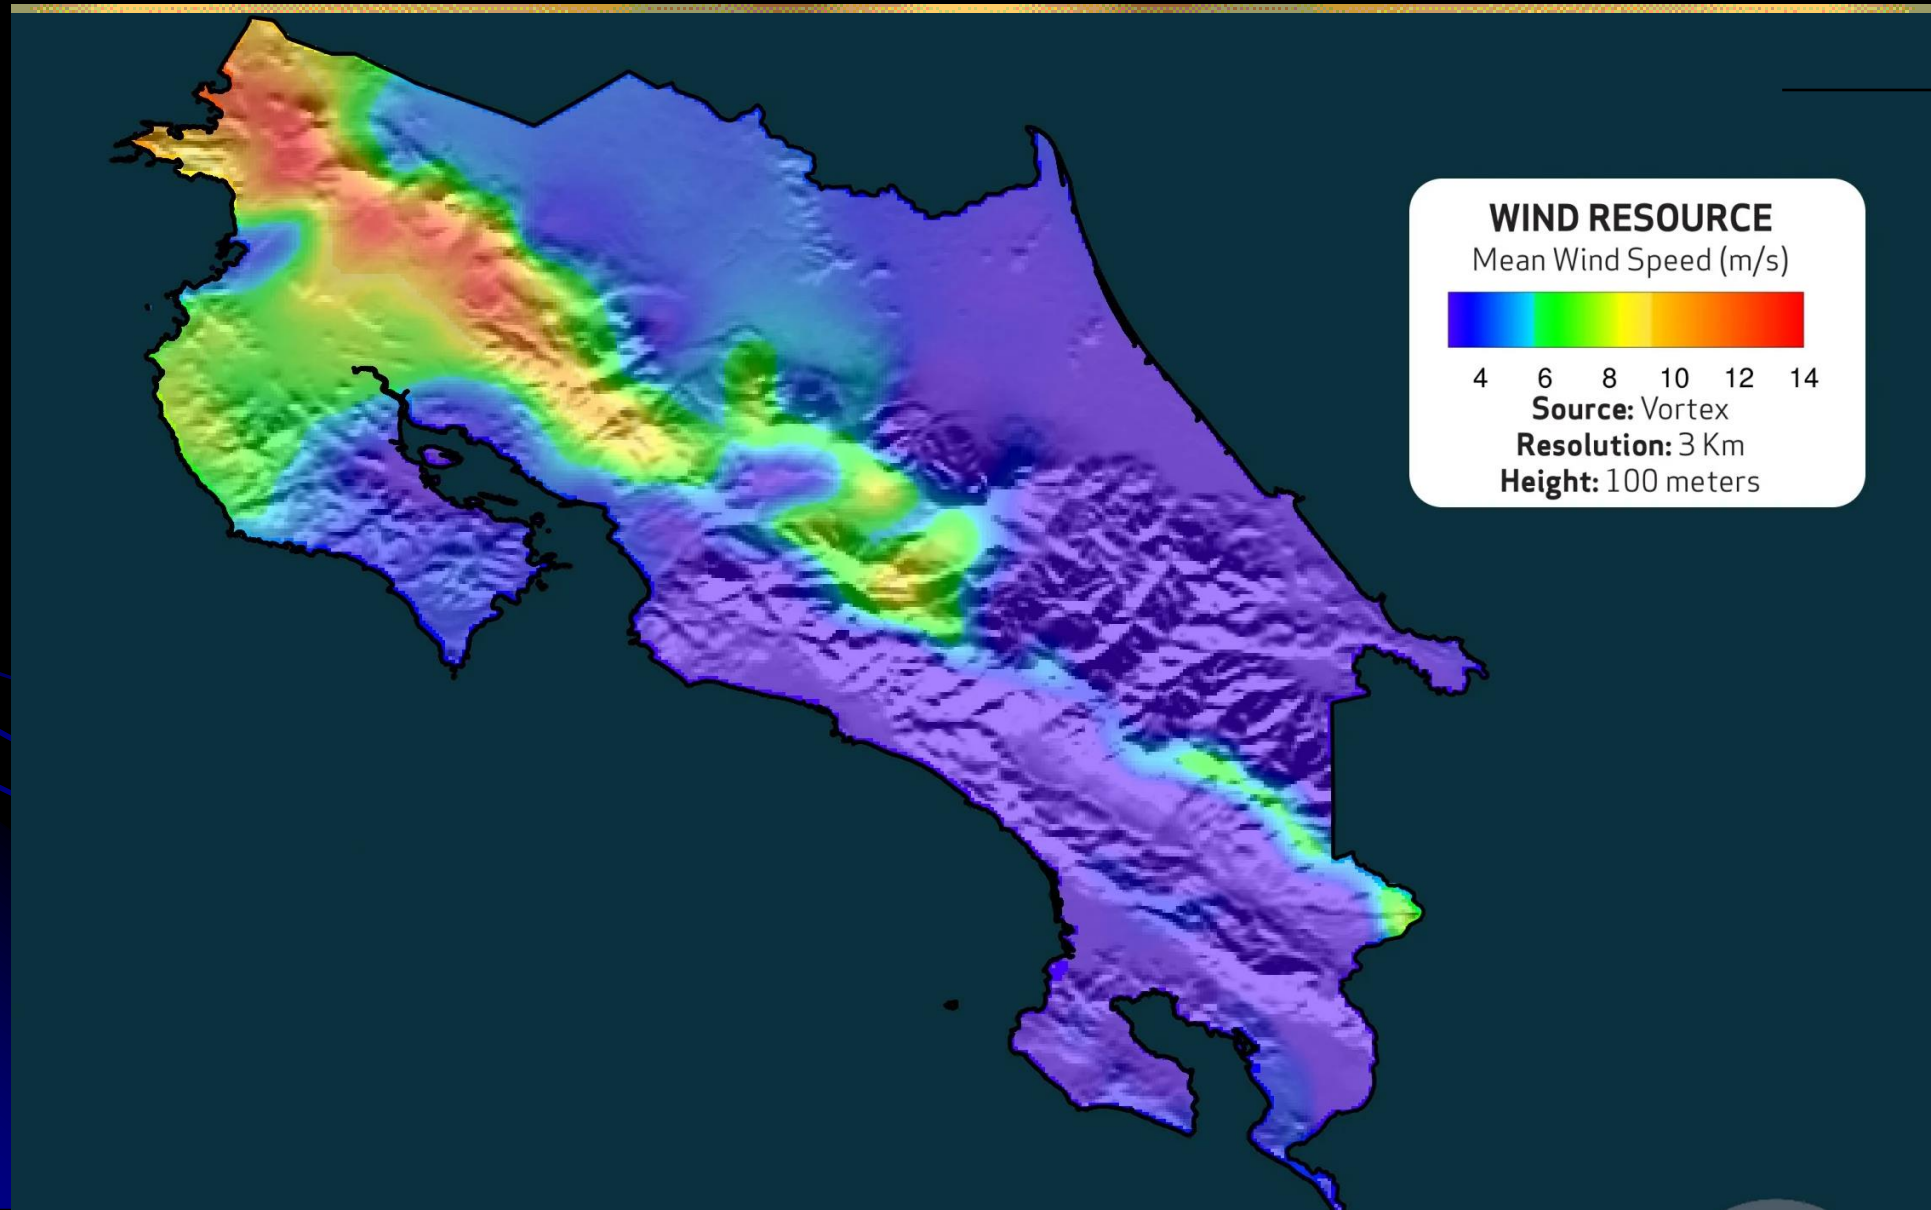 WIND RESOURCE
Mean Wind Speed (m/s)
4 6 8 10 12 14
Source: Vortex
Resolution: 3 Km
Height: 100 meters